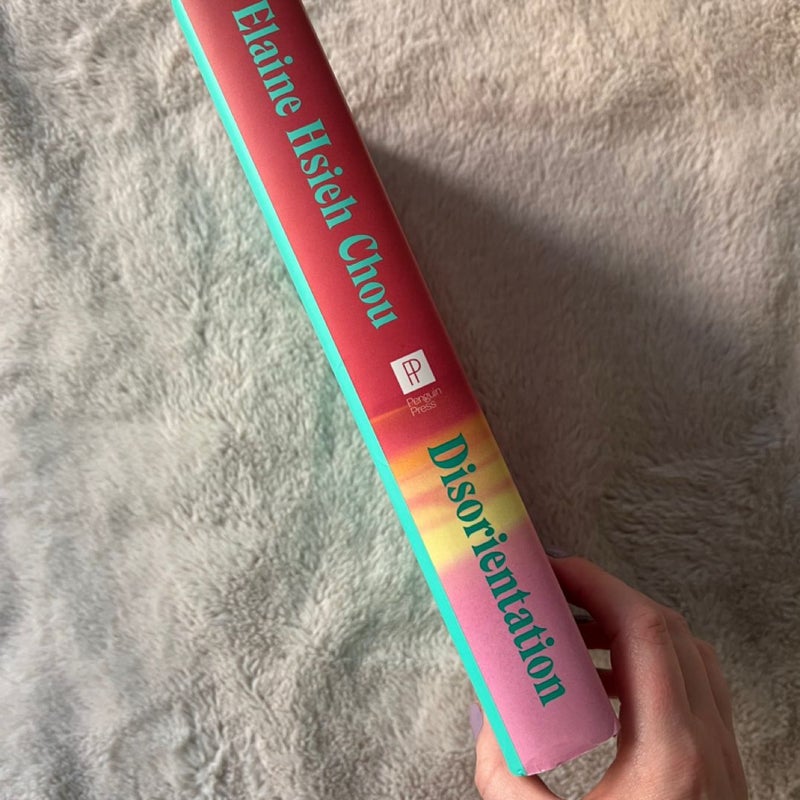 Elaine Hsieh Chou
Penguin
Press
Disorientation